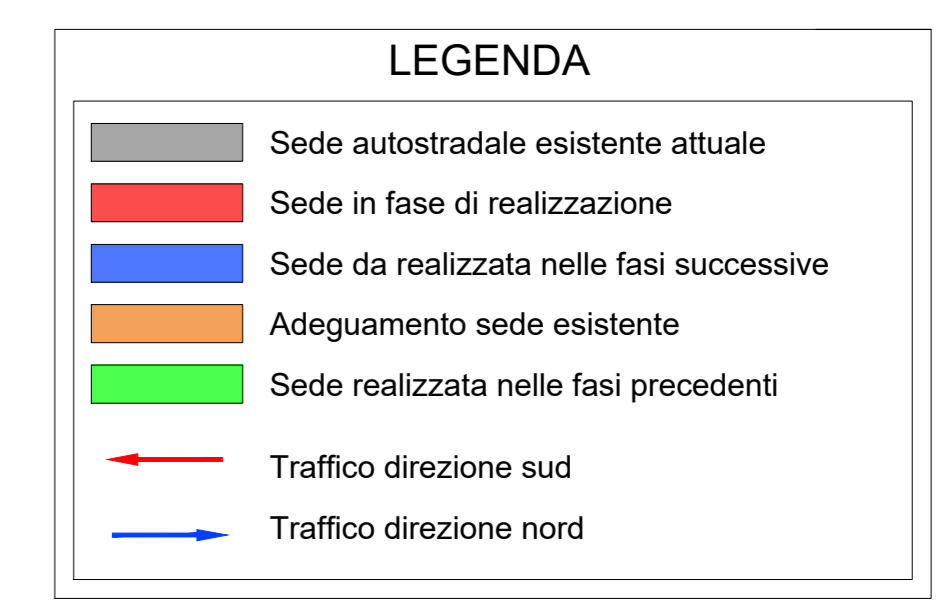 LEGENDA
Sede autostradale esistente attuale
Sede in fase di realizzazione
Sede da realizzata nelle fasi successive
Adeguamento sede esistente
Sede realizzata nelle fasi precedenti
Traffico direzione sud
Traffico direzione nord